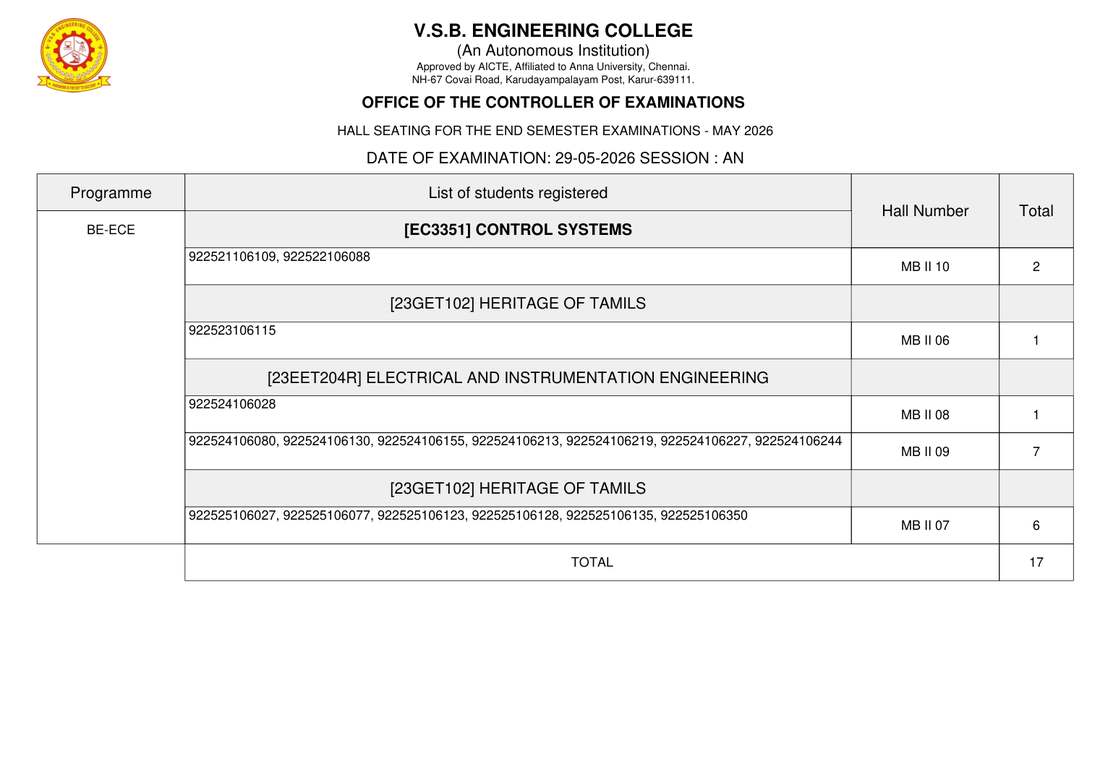 V.S.B. ENGINEERING COLLEGE
(An Autonomous Institution)
Approved by AICTE, Affiliated to Anna University, Chennai.
NH-67 Covai Road, Karudayampalayam Post, Karur-639111.
OFFICE OF THE CONTROLLER OF EXAMINATIONS
HALL SEATING FOR THE END SEMESTER EXAMINATIONS - MAY 2026
DATE OF EXAMINATION: 29-05-2026 SESSION : AN
Programme List of students registered Hall Number Total
BE-ECE [EC3351] CONTROL SYSTEMS
922521106109, 922522106088 MB II 10 2
[23GET102] HERITAGE OF TAMILS
922523106115 MB II 06 1
[23EET204R] ELECTRICAL AND INSTRUMENTATION ENGINEERING
922524106028 MB II 08 1
922524106080, 922524106130, 922524106155, 922524106213, 922524106219, 922524106227, 922524106244 MB II 09 7
[23GET102] HERITAGE OF TAMILS
922525106027, 922525106077, 922525106123, 922525106128, 922525106135, 922525106350 MB II 07 6
TOTAL 17